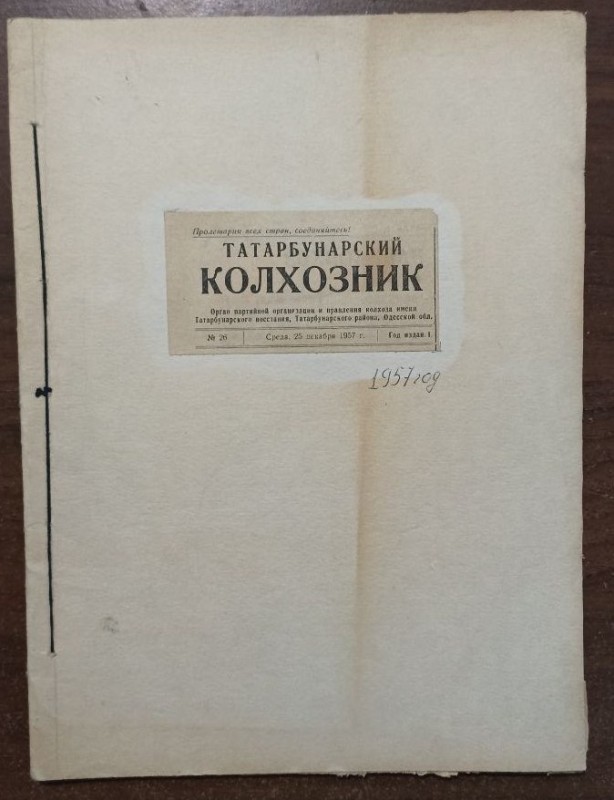 Пролетарии всех стран, соединяйтесь!
ТАТАРБУНАРСКИЙ
КОЛХОЗНИК
Орган партийной организации и правления колхоза имени
Татарбунарского восстания, Татарбунарского района, Одесской обл.
№ 26 Среда, 25 декабря 1957 г. Год издан. 1
1957 год